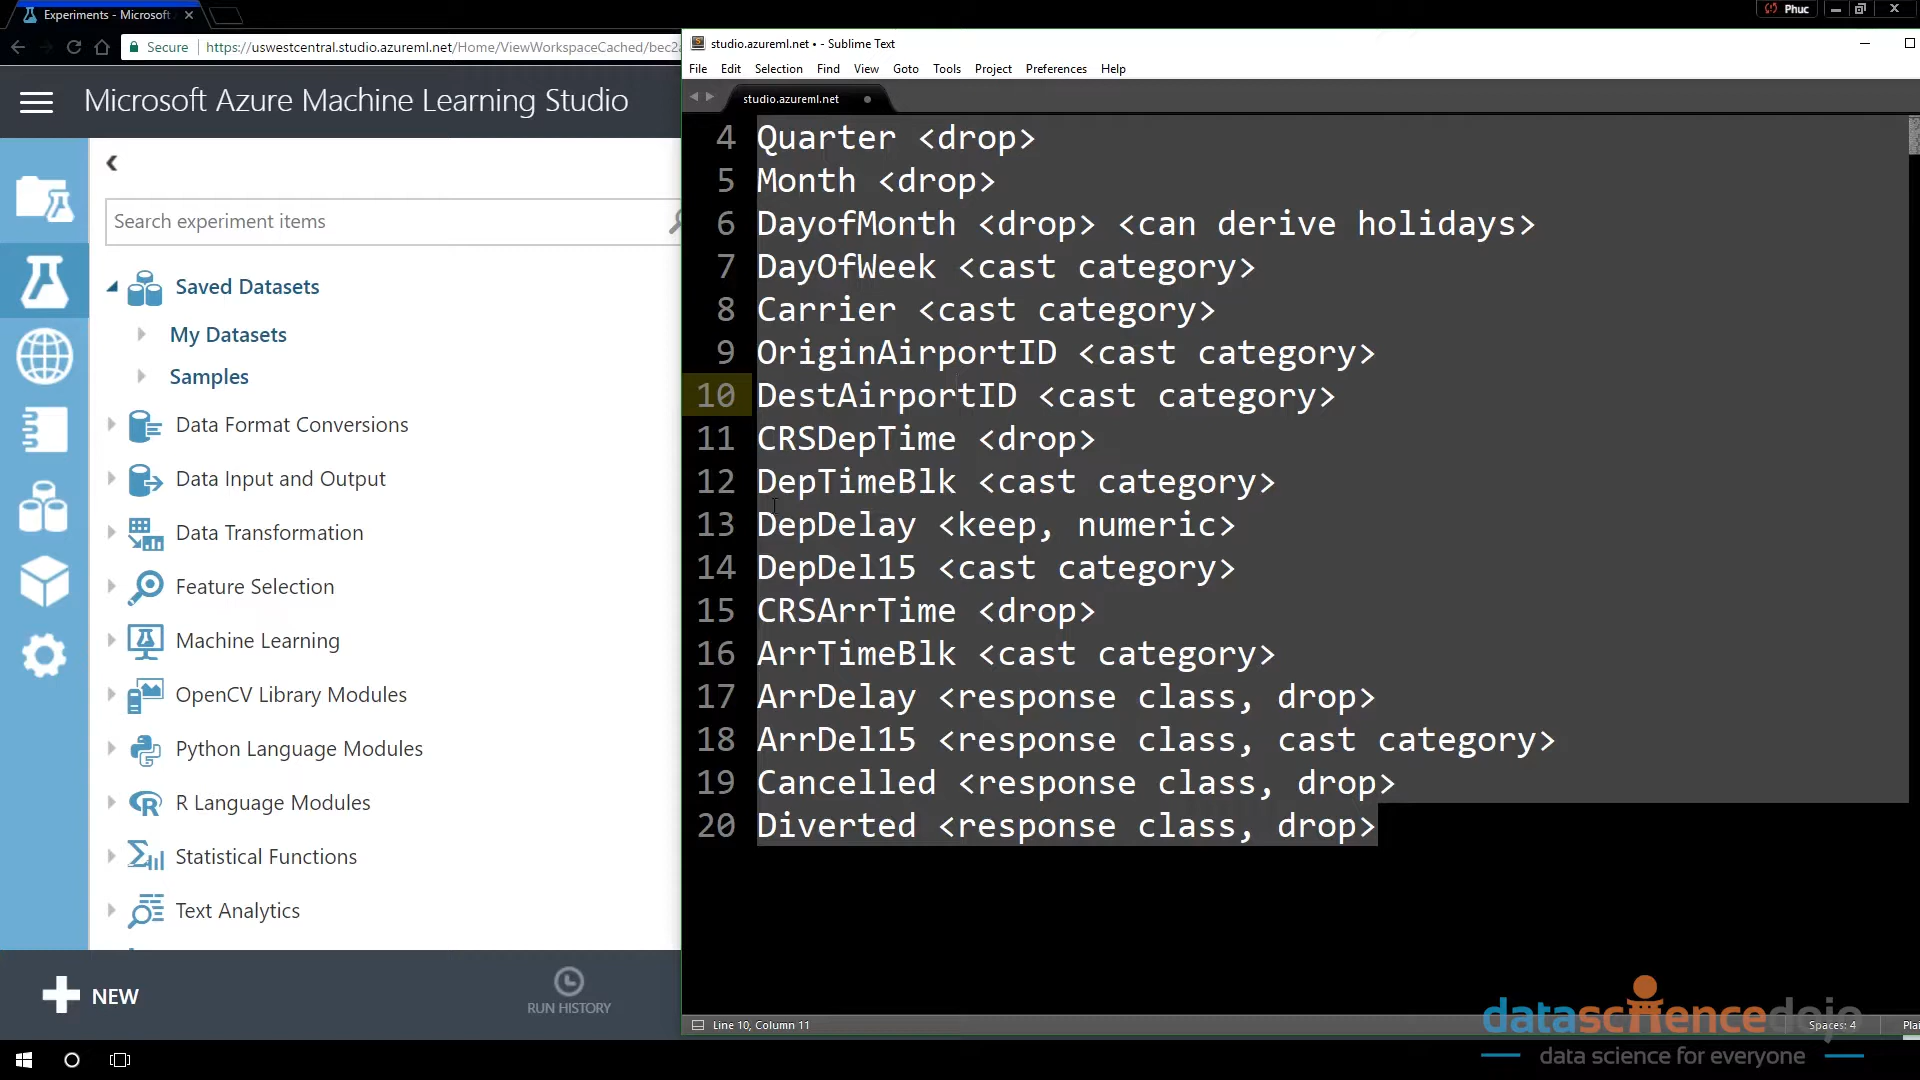 Experiments - Microsoft
Phuc
Secure
https://uswestcentral.studio.azureml.net/Home/ViewWorkspaceCached/bec2
studio.azureml.net • - Sublime Text
File Edit Selection Find View Goto Tools Project Preferences Help
Microsoft Azure Machine Learning Studio
studio.azureml.net
Search experiment items
Saved Datasets
My Datasets
Samples
Data Format Conversions
Data Input and Output
Data Transformation
Feature Selection
Machine Learning
OpenCV Library Modules
Python Language Modules
R Language Modules
Statistical Functions
Text Analytics
NEW
RUN HISTORY
4 Quarter <drop>
5 Month <drop>
6 DayofMonth <drop> <can derive holidays>
7 DayOfWeek <cast category>
8 Carrier <cast category>
9 OriginAirportID <cast category>
10 DestAirportID <cast category>
11 CRSDepTime <drop>
12 DepTimeBlk <cast category>
13 DepDelay <keep, numeric>
14 DepDel15 <cast category>
15 CRSArrTime <drop>
16 ArrTimeBlk <cast category>
17 ArrDelay <response class, drop>
18 ArrDel15 <response class, cast category>
19 Cancelled <response class, drop>
20 Diverted <response class, drop>
Line 10, Column 11
Spaces: 4
Plai
datasciencedojo
data science for everyone